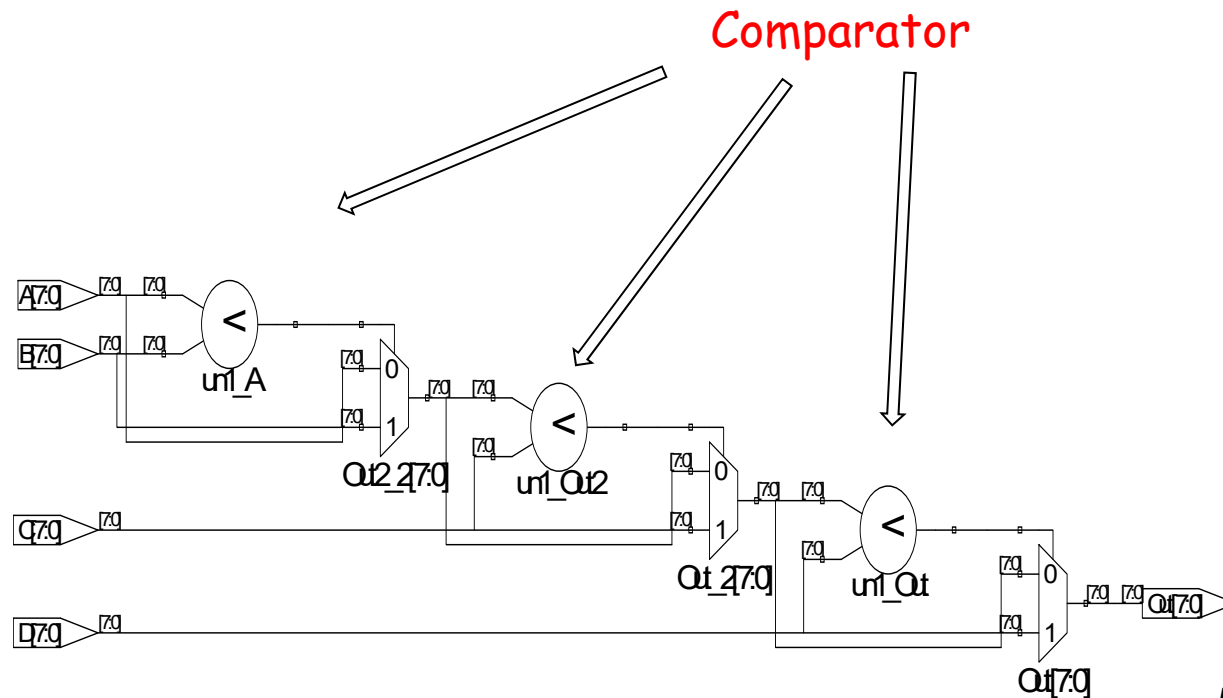 Comparator
A[7:0]
[7:0] [7:0]
<
B[7:0]
[7:0] [7:0]
un1_A
[7:0] 0
[7:0] 1
Out2_2[7:0]
[7:0] [7:0]
<
[7:0]
un1_Out2
[7:0] 0
C[7:0]
[7:0]
[7:0] 1
Out_2[7:0]
[7:0] [7:0]
<
[7:0]
un1_Out
[7:0] 0
D[7:0]
[7:0]
[7:0] 1
Out[7:0]
[7:0] [7:0]
Out[7:0]